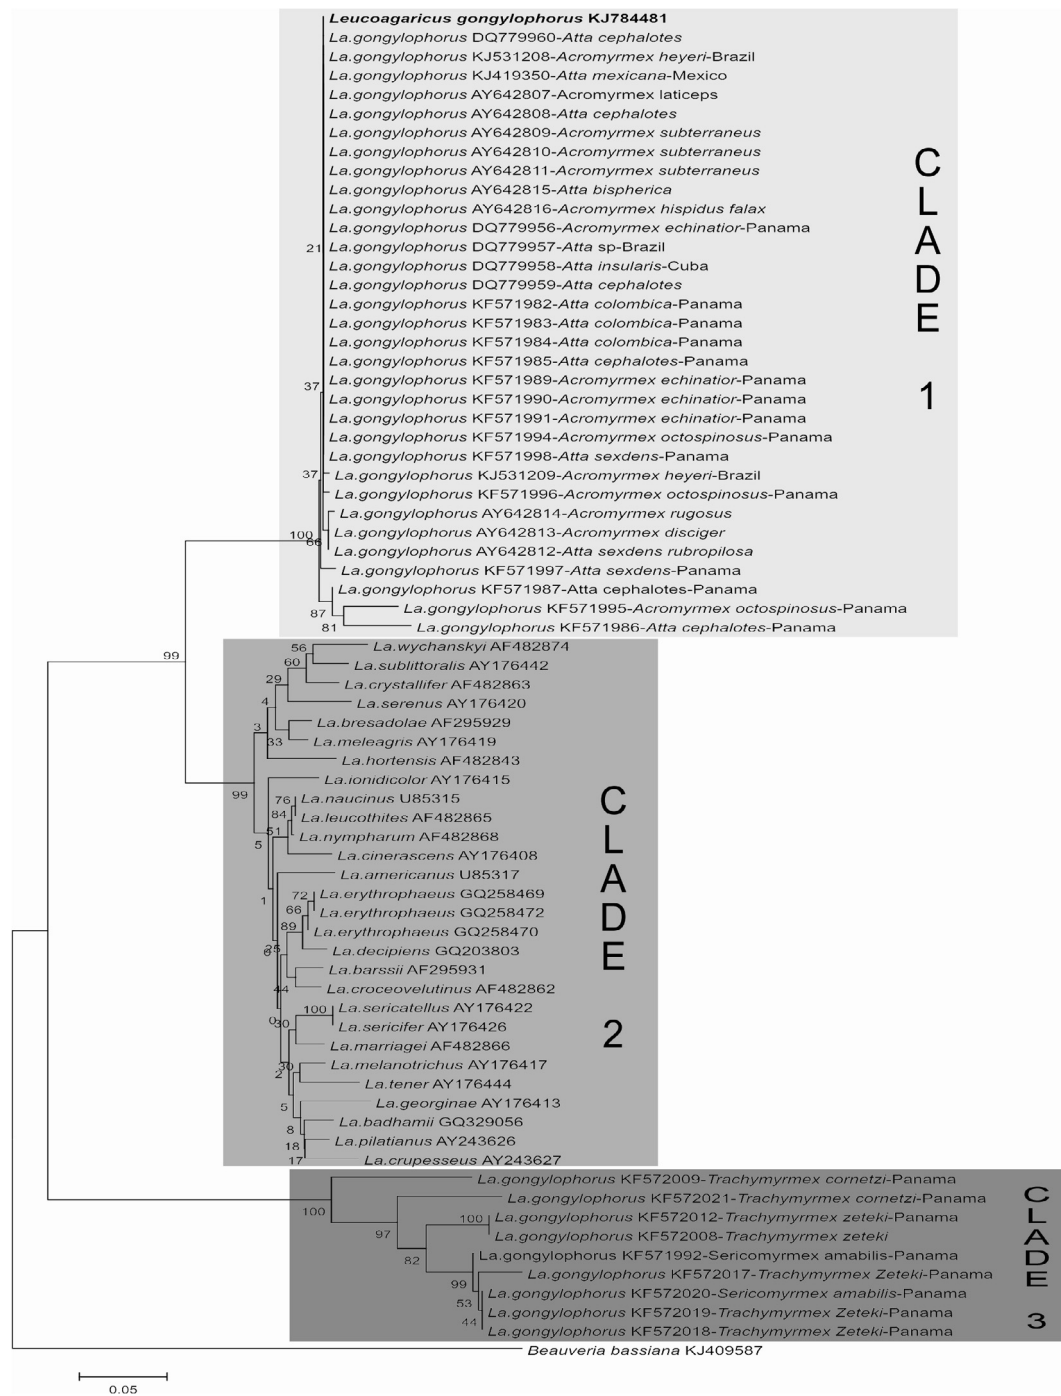 Leucoagaricus gongylophorus KJ784481
La.gongylophorus DQ779960-Atta cephalotes
La.gongylophorus KJ531208-Acromyrmex heyeri-Brazil
La.gongylophorus KJ419350-Atta mexicana-Mexico
La.gongylophorus AY642807-Acromyrmex laticeps
La.gongylophorus AY642808-Atta cephalotes
La.gongylophorus AY642809-Acromyrmex subterraneus
La.gongylophorus AY642810-Acromyrmex subterraneus
La.gongylophorus AY642811-Acromyrmex subterraneus
La.gongylophorus AY642815-Atta bispherica
La.gongylophorus AY642816-Acromyrmex hispidus falax
La.gongylophorus DQ779956-Acromyrmex echinatior-Panama
21 La.gongylophorus DQ779957-Atta sp-Brazil
La.gongylophorus DQ779958-Atta insularis-Cuba
La.gongylophorus DQ779959-Atta cephalotes
La.gongylophorus KF571982-Atta colombica-Panama
La.gongylophorus KF571983-Atta colombica-Panama
La.gongylophorus KF571984-Atta colombica-Panama
La.gongylophorus KF571985-Atta cephalotes-Panama
37 La.gongylophorus KF571989-Acromyrmex echinatior-Panama
La.gongylophorus KF571990-Acromyrmex echinatior-Panama
La.gongylophorus KF571991-Acromyrmex echinatior-Panama
La.gongylophorus KF571994-Acromyrmex octospinosus-Panama
La.gongylophorus KF571998-Atta sexdens-Panama
37 La.gongylophorus KJ531209-Acromyrmex heyeri-Brazil
La.gongylophorus KF571996-Acromyrmex octospinosus-Panama
La.gongylophorus AY642814-Acromyrmex rugosus
100 La.gongylophorus AY642813-Acromyrmex disciger
66 La.gongylophorus AY642812-Atta sexdens rubropilosa
La.gongylophorus KF571997-Atta sexdens-Panama
La.gongylophorus KF571987-Atta cephalotes-Panama
87 La.gongylophorus KF571995-Acromyrmex octospinosus-Panama
81 La.gongylophorus KF571986-Atta cephalotes-Panama
CLADE 1
99
56 La.wychanskyi AF482874
60 La.sublittoralis AY176442
29 La.crystallifer AF482863
4 La.serenus AY176420
3 La.bresadolae AF295929
33 La.meleagris AY176419
La.hortensis AF482843
99 La.ionidicolor AY176415
76 La.naucinus U85315
84 La.leucothites AF482865
51 La.nympharum AF482868
5 La.cinerascens AY176408
La.americanus U85317
1 72 La.erythrophaeus GQ258469
66 La.erythrophaeus GQ258472
89 La.erythrophaeus GQ258470
La.decipiens GQ203803
La.barssii AF295931
44 La.croceovelutinus AF482862
100 La.sericatellus AY176422
0 30 La.sericifer AY176426
La.marriagei AF482866
La.melanotrichus AY176417
2 La.tener AY176444
5 La.georginae AY176413
8 La.badhamii GQ329056
18 La.pilatianus AY243626
17 La.crupesseus AY243627
CLADE 2
La.gongylophorus KF572009-Trachymyrmex cornetzi-Panama
100 La.gongylophorus KF572021-Trachymyrmex cornetzi-Panama
100 La.gongylophorus KF572012-Trachymyrmex zeteki-Panama
97 La.gongylophorus KF572008-Trachymyrmex zeteki
82 La.gongylophorus KF571992-Sericomyrmex amabilis-Panama
99 La.gongylophorus KF572017-Trachymyrmex Zeteki-Panama
53 La.gongylophorus KF572020-Sericomyrmex amabilis-Panama
La.gongylophorus KF572019-Trachymyrmex Zeteki-Panama
44 La.gongylophorus KF572018-Trachymyrmex Zeteki-Panama
CLADE 3
Beauveria bassiana KJ409587
0.05